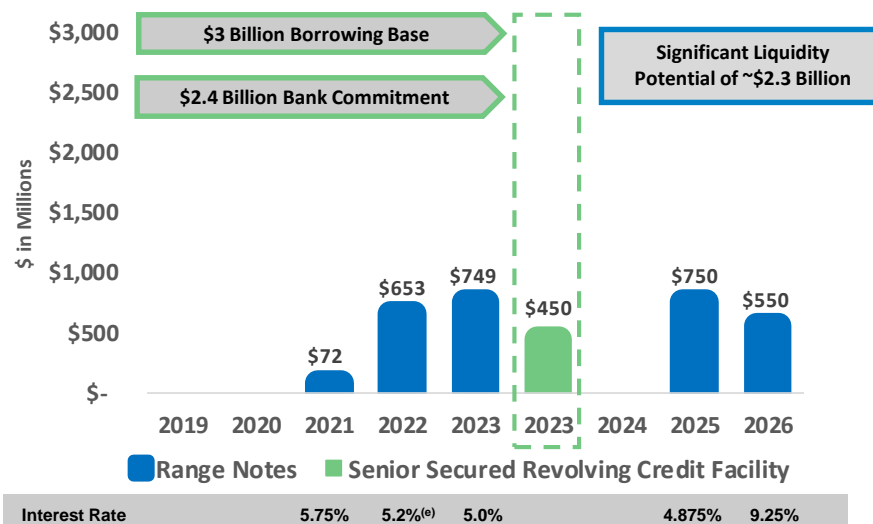 $3,000
$3 Billion Borrowing Base
Significant Liquidity
Potential of ~$2.3 Billion
$2,500
$2.4 Billion Bank Commitment
$2,000
$ in Millions
$1,500
$1,000
$500
$-
$72
$653
$749
$450
$750
$550
2019 2020 2021 2022 2023 2023 2024 2025 2026
Range Notes Senior Secured Revolving Credit Facility
Interest Rate 5.75% 5.2%(e) 5.0% 4.875% 9.25%